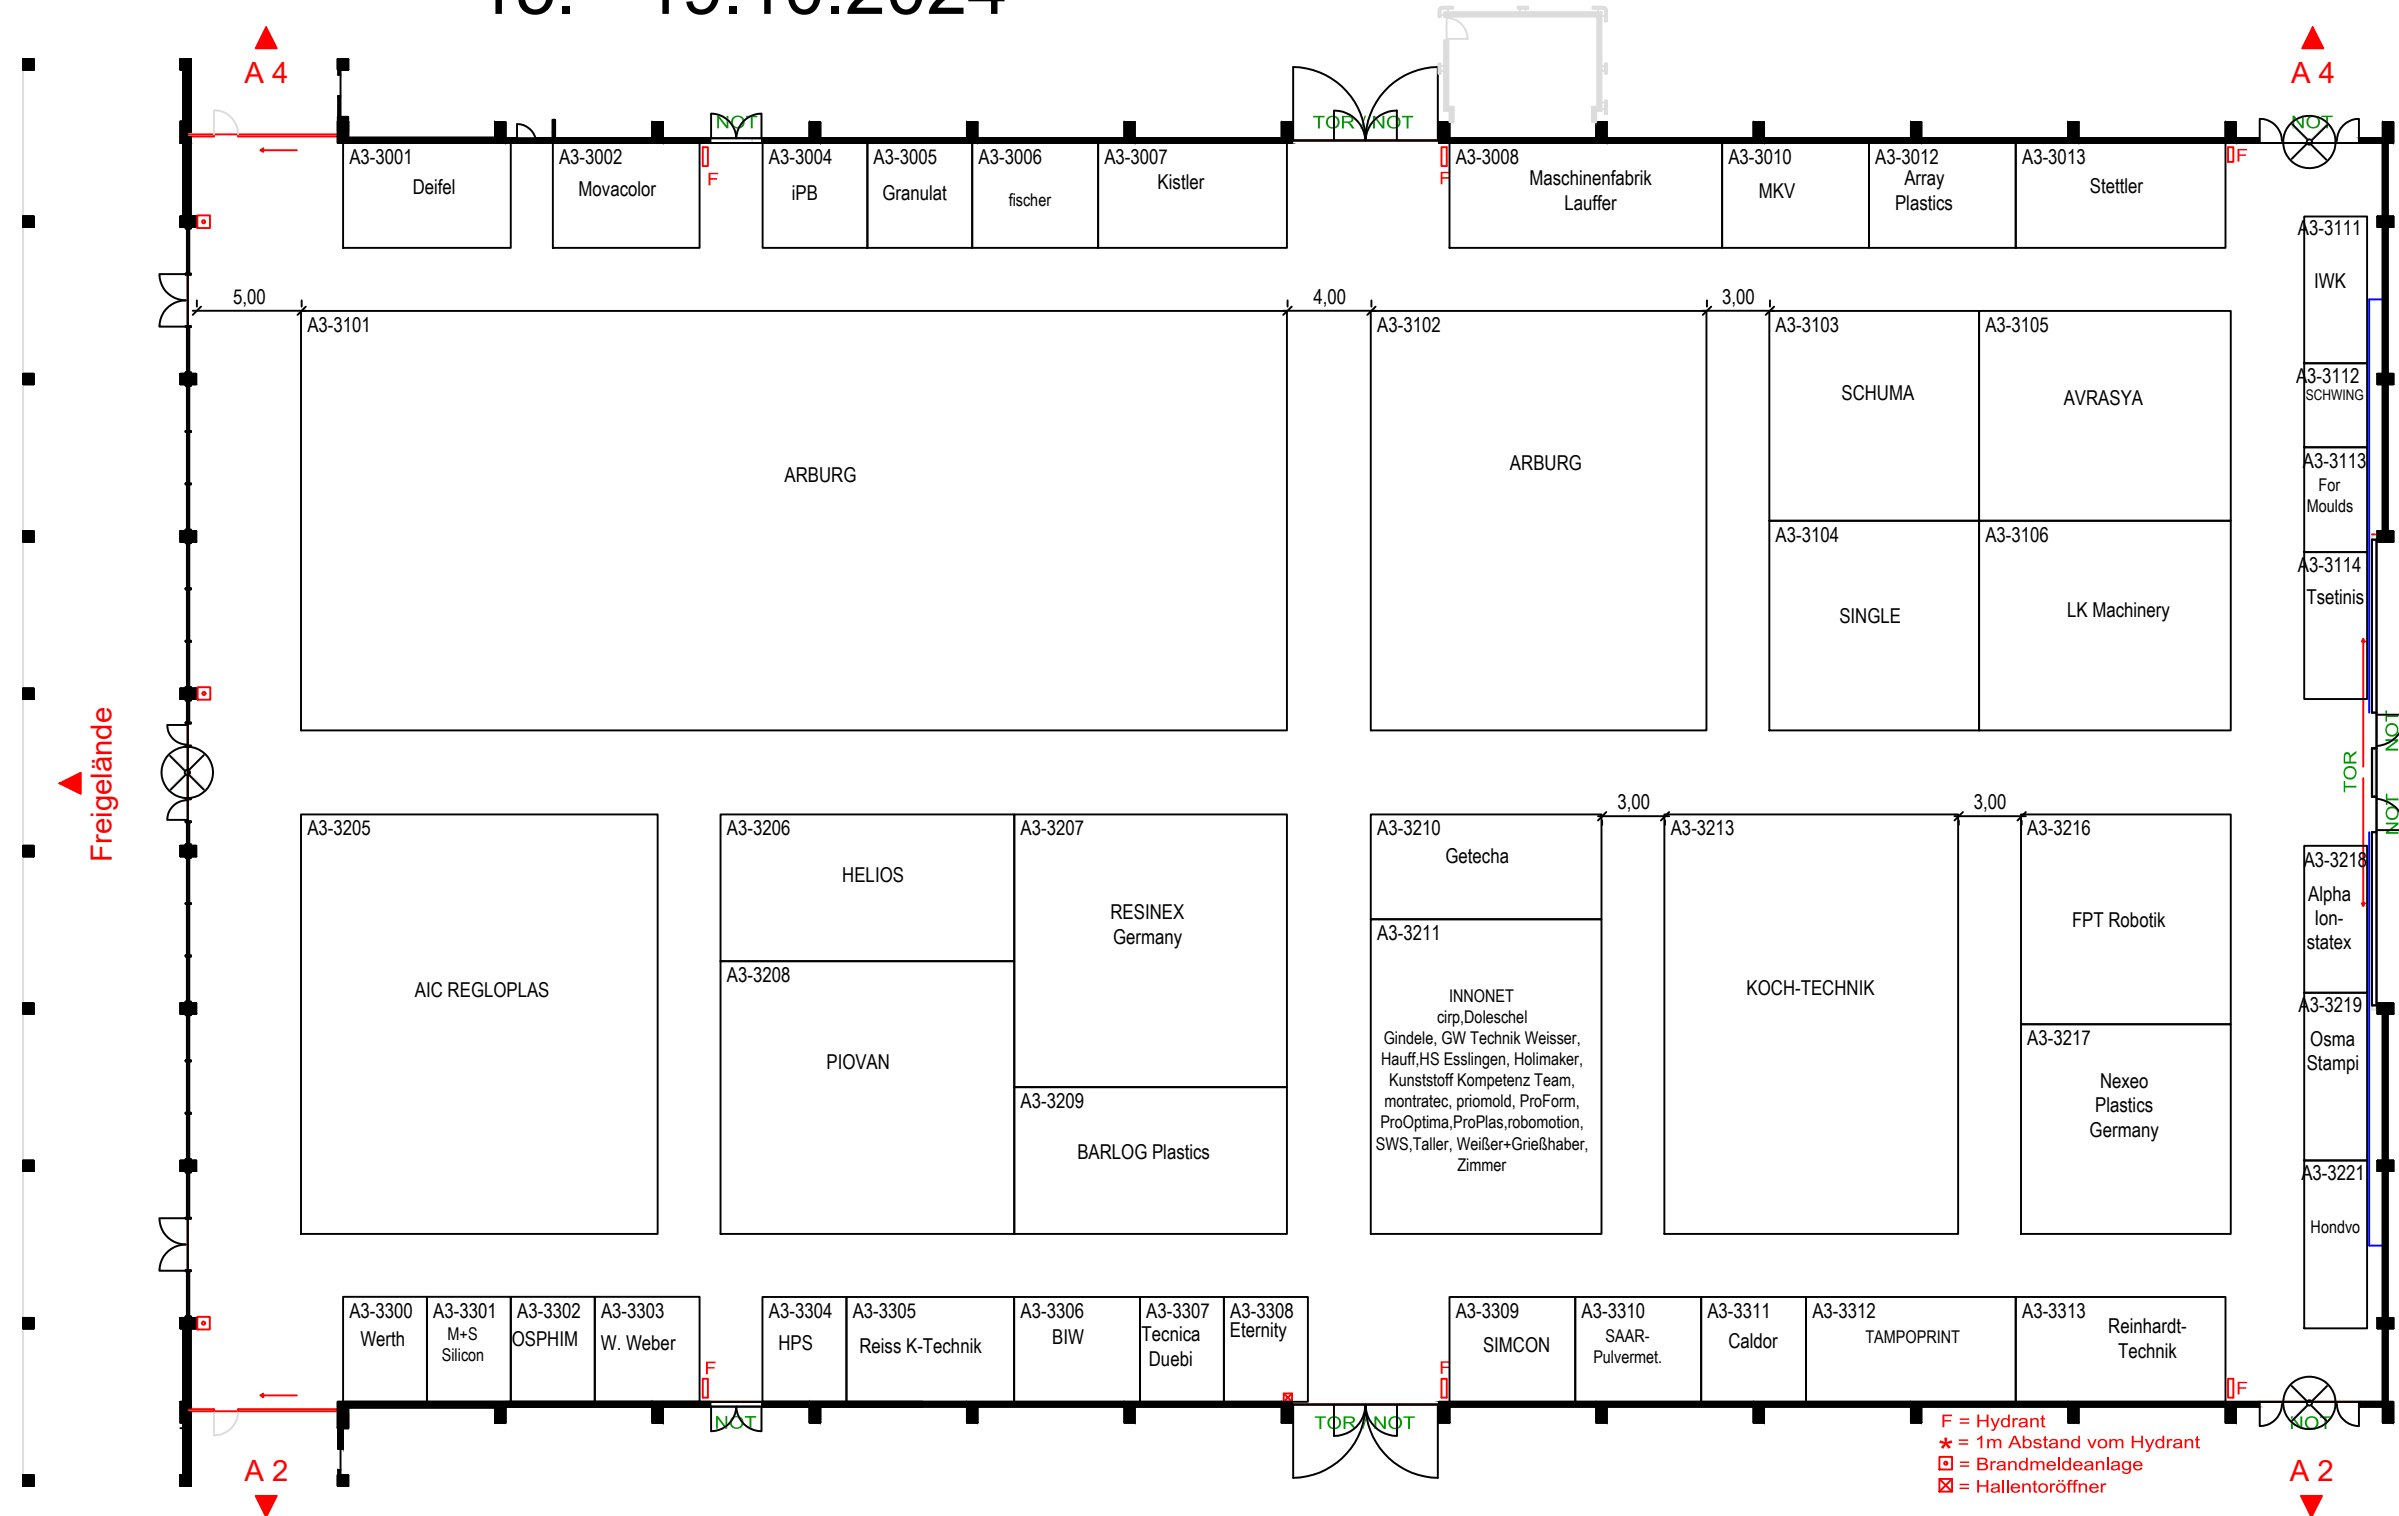 A 4
A 4
NOT
TOR / NOT
NOT
A3-3001
Deifel
A3-3002
Movacolor
F
A3-3004
iPB
A3-3005
Granulat
A3-3006
fischer
A3-3007
Kistler
F
A3-3008
Maschinenfabrik
Lauffer
A3-3010
MKV
A3-3012
Array
Plastics
A3-3013
Stettler
F
A3-3111
IWK
5,00
4,00
3,00
A3-3101
ARBURG
A3-3102
ARBURG
A3-3103
SCHUMA
A3-3105
AVRASYA
A3-3112
SCHWING
A3-3113
For
Moulds
A3-3104
SINGLE
A3-3106
LK Machinery
A3-3114
Tsetinis
Freigelände
TOR
NOT
NOT
3,00
3,00
A3-3205
AIC REGLOPLAS
A3-3206
HELIOS
A3-3207
RESINEX
Germany
A3-3208
PIOVAN
A3-3209
BARLOG Plastics
A3-3210
Getecha
A3-3211
INNONET
cirp,Doleschel
Gindele, GW Technik Weisser,
Hauff,HS Esslingen, Holimaker,
Kunststoff Kompetenz Team,
montratec, priomold, ProForm,
ProOptima,ProPlas,robomotion,
SWS,Taller, Weißer+Grießhaber,
Zimmer
A3-3213
KOCH-TECHNIK
A3-3216
FPT Robotik
A3-3217
Nexeo
Plastics
Germany
A3-3218
Alpha
Ion-
statex
A3-3219
Osma
Stampi
A3-3221
Hondvo
A3-3300
Werth
A3-3301
M+S
Silicon
A3-3302
OSPHIM
A3-3303
W. Weber
F
A3-3304
HPS
A3-3305
Reiss K-Technik
A3-3306
BIW
A3-3307
Tecnica
Duebi
A3-3308
Eternity
F
A3-3309
SIMCON
A3-3310
SAAR-
Pulvermet.
A3-3311
Caldor
A3-3312
TAMPOPRINT
A3-3313
Reinhardt-
Technik
F
NOT
TOR / NOT
NOT
F = Hydrant
* = 1m Abstand vom Hydrant
= Brandmeldeanlage
= Hallentoröffner
A 2
A 2